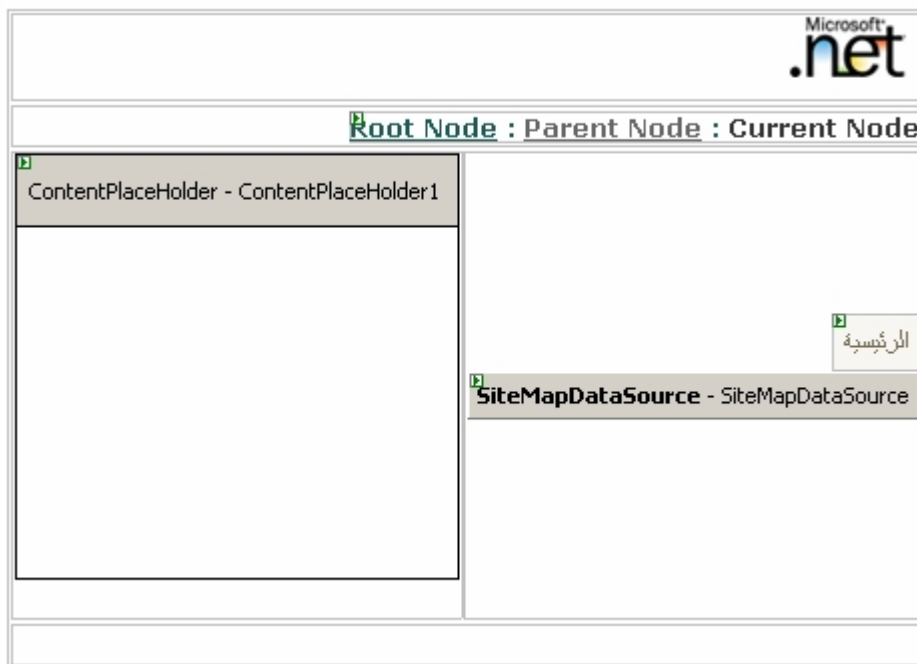 Microsoft
.net
Root Node : Parent Node : Current Node
ContentPlaceHolder - ContentPlaceHolder1
الرئيسية
SiteMapDataSource - SiteMapDataSource